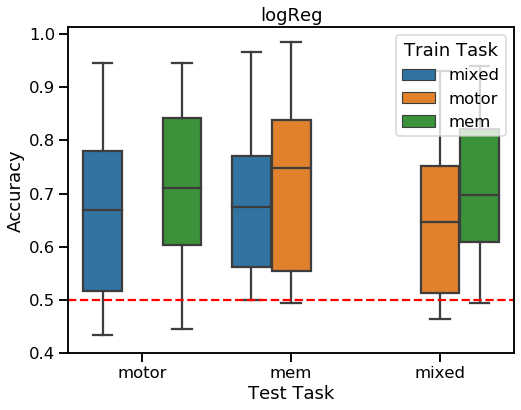 logReg
Train Task
mixed
motor
mem
1.0
0.9
0.8
0.7
0.6
0.5
0.4
Accuracy
motor
mem
mixed
Test Task